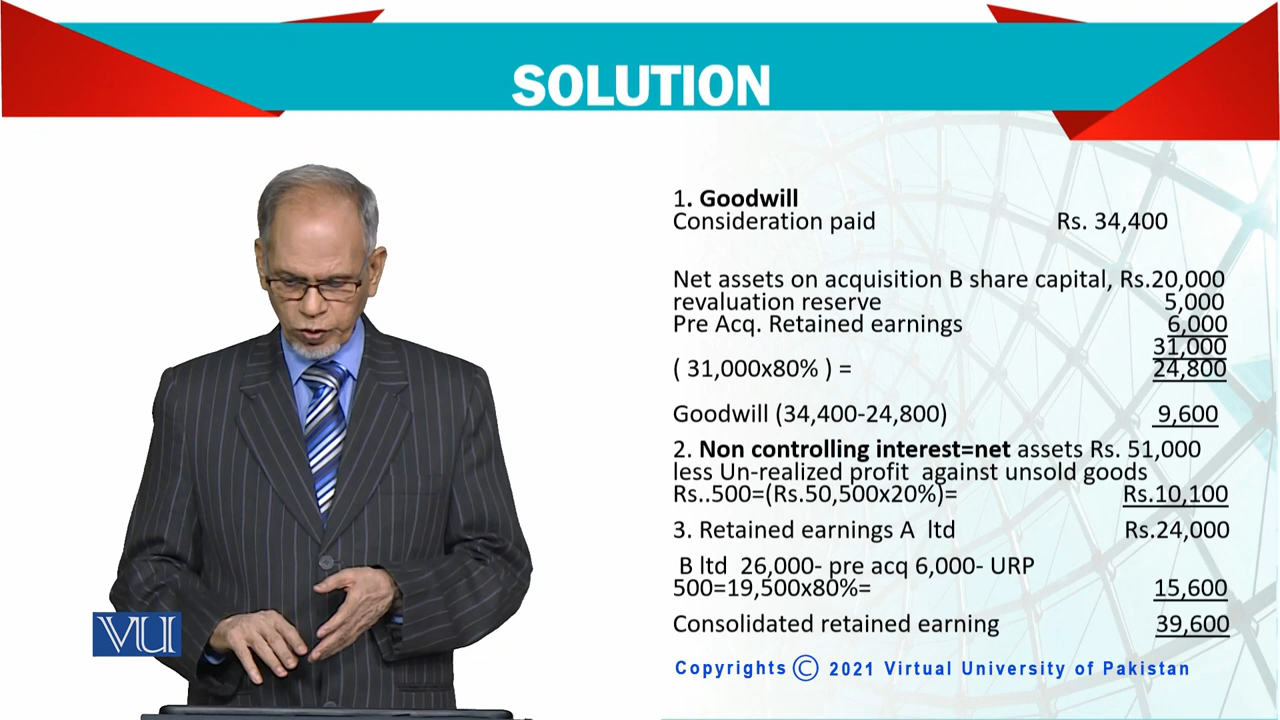 SOLUTION
1. Goodwill
Consideration paid Rs. 34,400
Net assets on acquisition B share capital, Rs.20,000
revaluation reserve 5,000
Pre Acq. Retained earnings 6,000
31,000
( 31,000x80% ) = 24,800
Goodwill (34,400-24,800) 9,600
2. Non controlling interest=net assets Rs. 51,000
less Un-realized profit against unsold goods
Rs..500=(Rs.50,500x20%)= Rs.10,100
3. Retained earnings A ltd Rs.24,000
B ltd 26,000- pre acq 6,000- URP
500=19,500x80%= 15,600
Consolidated retained earning 39,600
VU
Copyrights © 2021 Virtual University of Pakistan